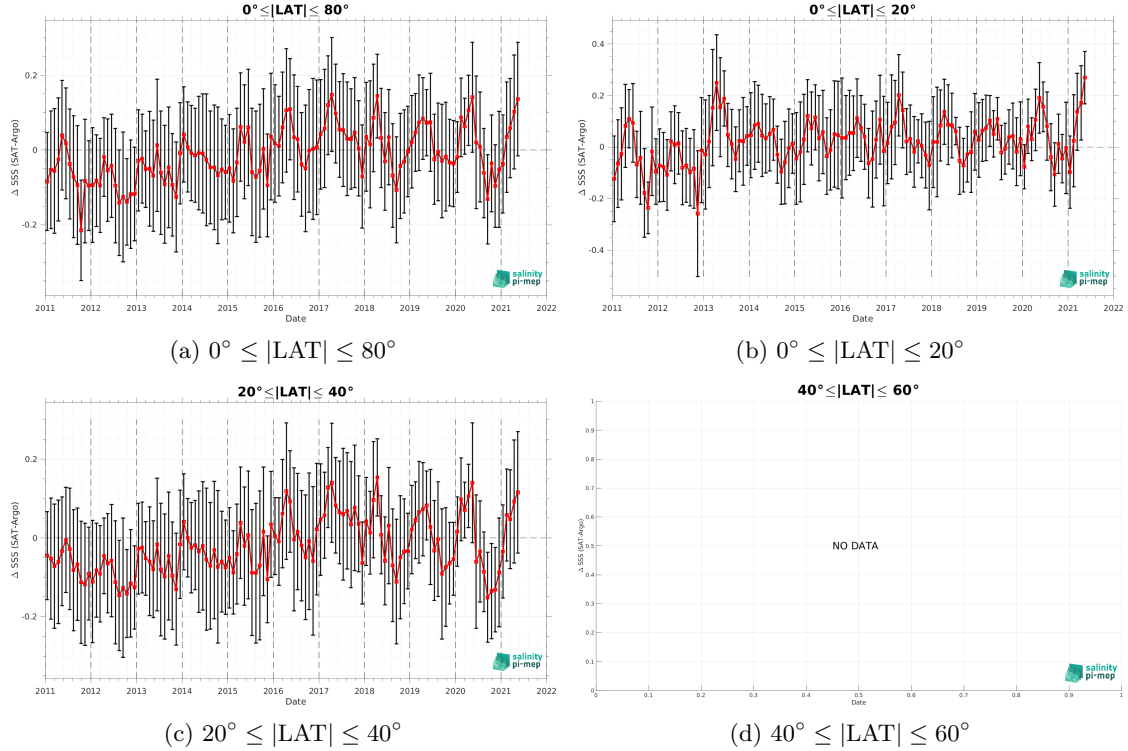 0°≤|LAT|≤ 80°
Δ SSS (SAT-Argo)
0.2
0
-0.2
2011 2012 2013 2014 2015 2016 2017 2018 2019 2020 2021 2022
Date
salinity
pi-mep
(a) 0° ≤ |LAT| ≤ 80°
0°≤|LAT|≤ 20°
Δ SSS (SAT-Argo)
0.4
0.2
0
-0.2
-0.4
2011 2012 2013 2014 2015 2016 2017 2018 2019 2020 2021 2022
Date
salinity
pi-mep
(b) 0° ≤ |LAT| ≤ 20°
20°≤|LAT|≤ 40°
Δ SSS (SAT-Argo)
0.2
0
-0.2
2011 2012 2013 2014 2015 2016 2017 2018 2019 2020 2021 2022
Date
salinity
pi-mep
(c) 20° ≤ |LAT| ≤ 40°
40°≤|LAT|≤ 60°
Δ SSS (SAT-Argo)
1
0.9
0.8
0.7
0.6
0.5
0.4
0.3
0.2
0.1
0
NO DATA
0 0.1 0.2 0.3 0.4 0.5 0.6 0.7 0.8 0.9 1
Date
salinity
pi-mep
(d) 40° ≤ |LAT| ≤ 60°